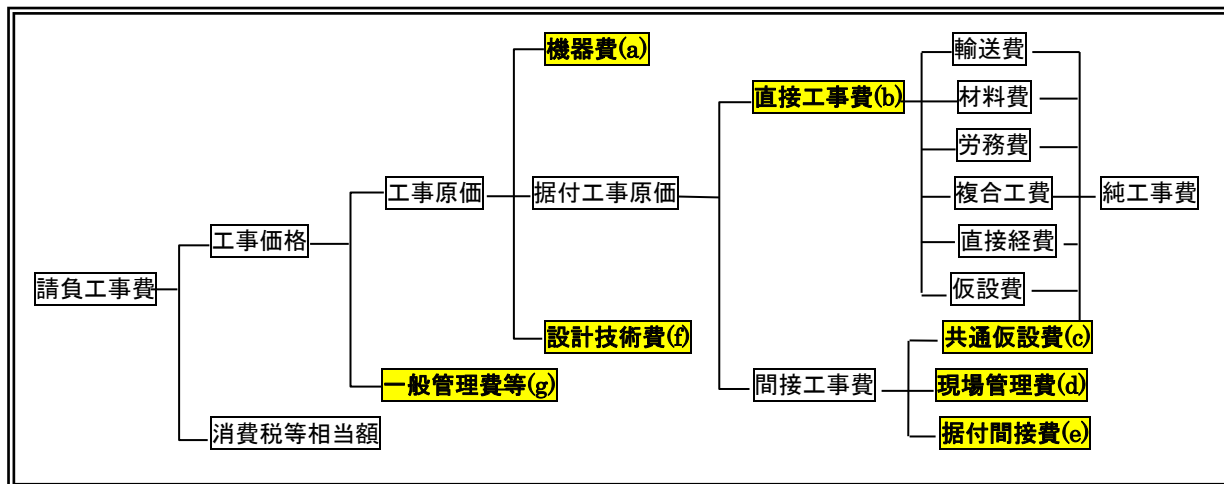 機器費(a)
輸送費
直接工事費(b)
材料費
労務費
工事原価
据付工事原価
複合工費
純工事費
工事価格
直接経費
請負工事費
仮設費
設計技術費(f)
共通仮設費(c)
一般管理費等(g)
間接工事費
現場管理費(d)
消費税等相当額
据付間接費(e)